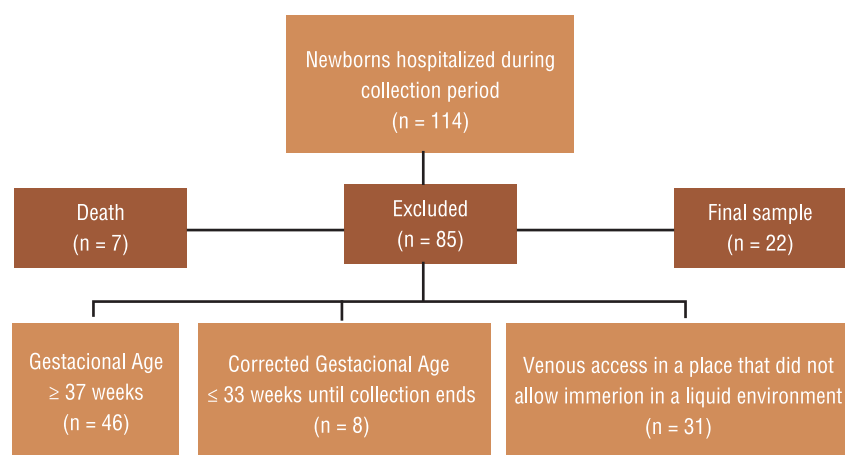 Newborns hospitalized during
collection period
(n = 114)
Death
(n = 7)
Excluded
(n = 85)
Final sample
(n = 22)
Gestacional Age
≥ 37 weeks
(n = 46)
Corrected Gestacional Age
≤ 33 weeks until collection ends
(n = 8)
Venous access in a place that did not
allow immerion in a liquid environment
(n = 31)